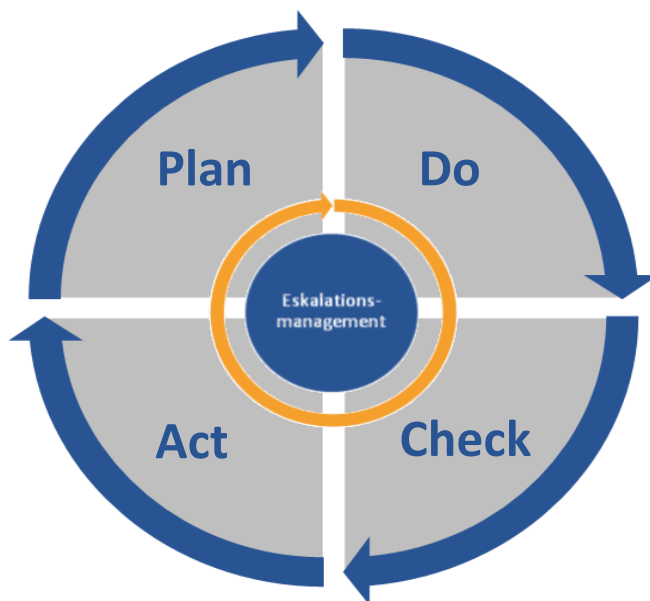 Plan
Do
Eskalations-
management
Act
Check